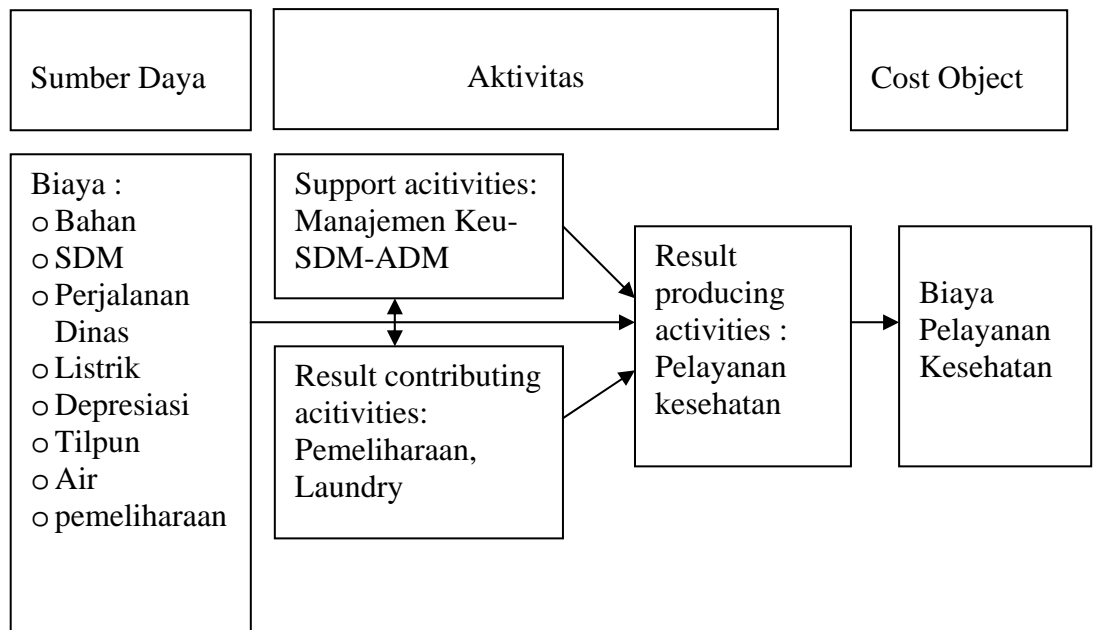 Sumber Daya
Aktivitas
Cost Object
Biaya :
o Bahan
o SDM
o Perjalanan
Dinas
o Listrik
o Depresiasi
o Tilpun
o Air
o pemeliharaan
Support acitivities:
Manajemen Keu-
SDM-ADM
Result contributing
acitivities:
Pemeliharaan,
Laundry
Result
producing
activities :
Pelayanan
kesehatan
Biaya
Pelayanan
Kesehatan